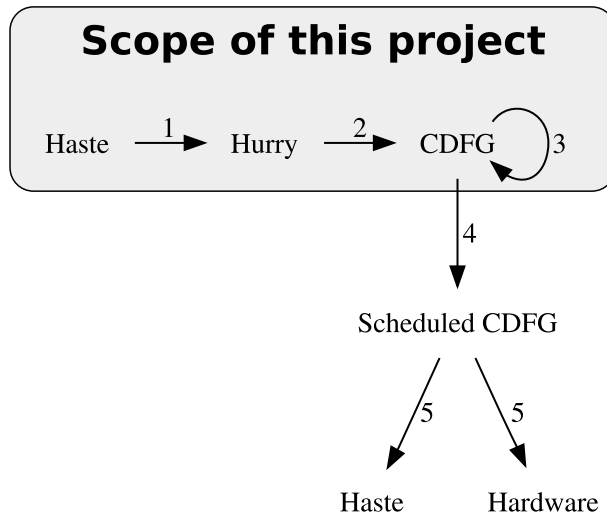 Scope of this project
1 2
Haste Hurry CDFG 3
4
Scheduled CDFG
5 5
Haste Hardware